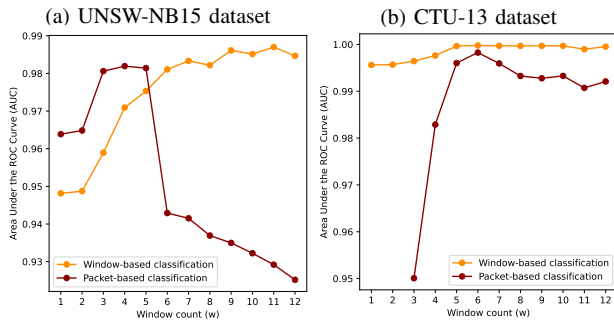 (a) UNSW-NB15 dataset
Area Under the ROC Curve (AUC)
0.99
0.98
0.97
0.96
0.95
0.94
0.93
Window-based classification
Packet-based classification
1 2 3 4 5 6 7 8 9 10 11 12
Window count (w)
(b) CTU-13 dataset
Area Under the ROC Curve (AUC)
1.00
0.99
0.98
0.97
0.96
0.95
Window-based classification
Packet-based classification
1 2 3 4 5 6 7 8 9 10 11 12
Window count (w)